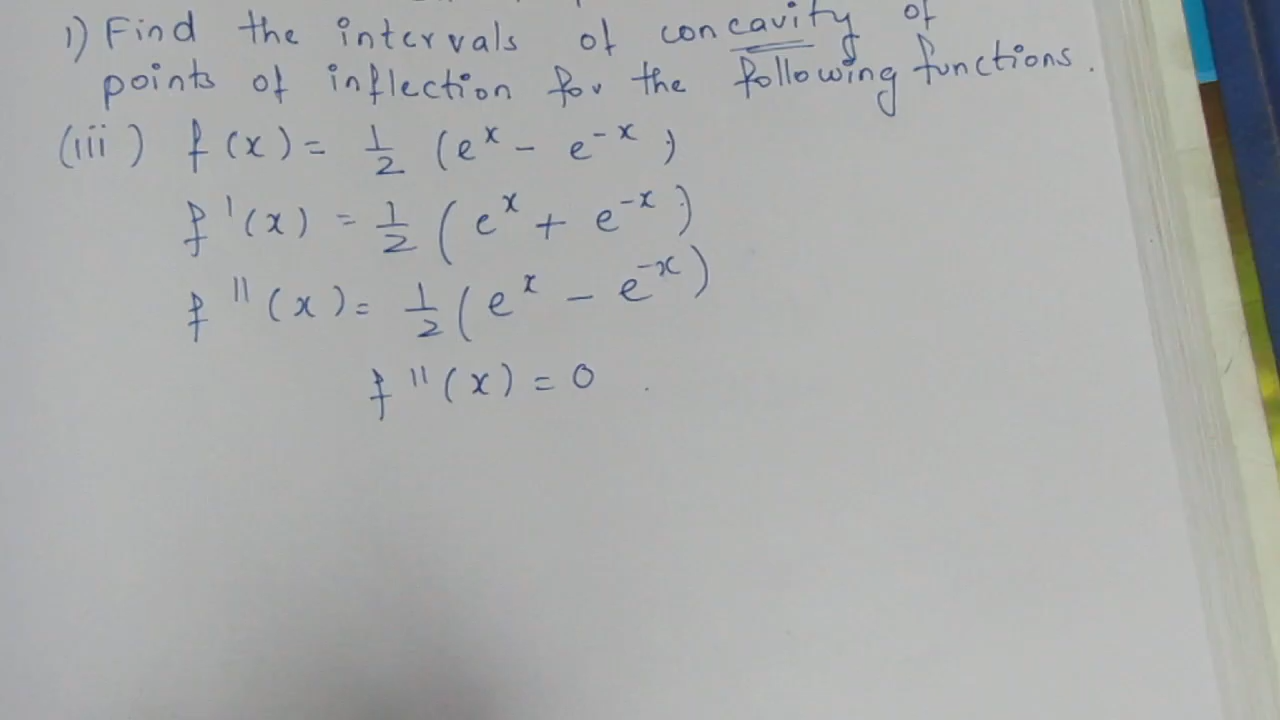 1) Find the intervals of concavity of
points of inflection for the following functions.
(iii) f(x) = 1/2 (e^x - e^-x)
f'(x) = 1/2 (e^x + e^-x)
f''(x) = 1/2 (e^x - e^-x)
f''(x) = 0